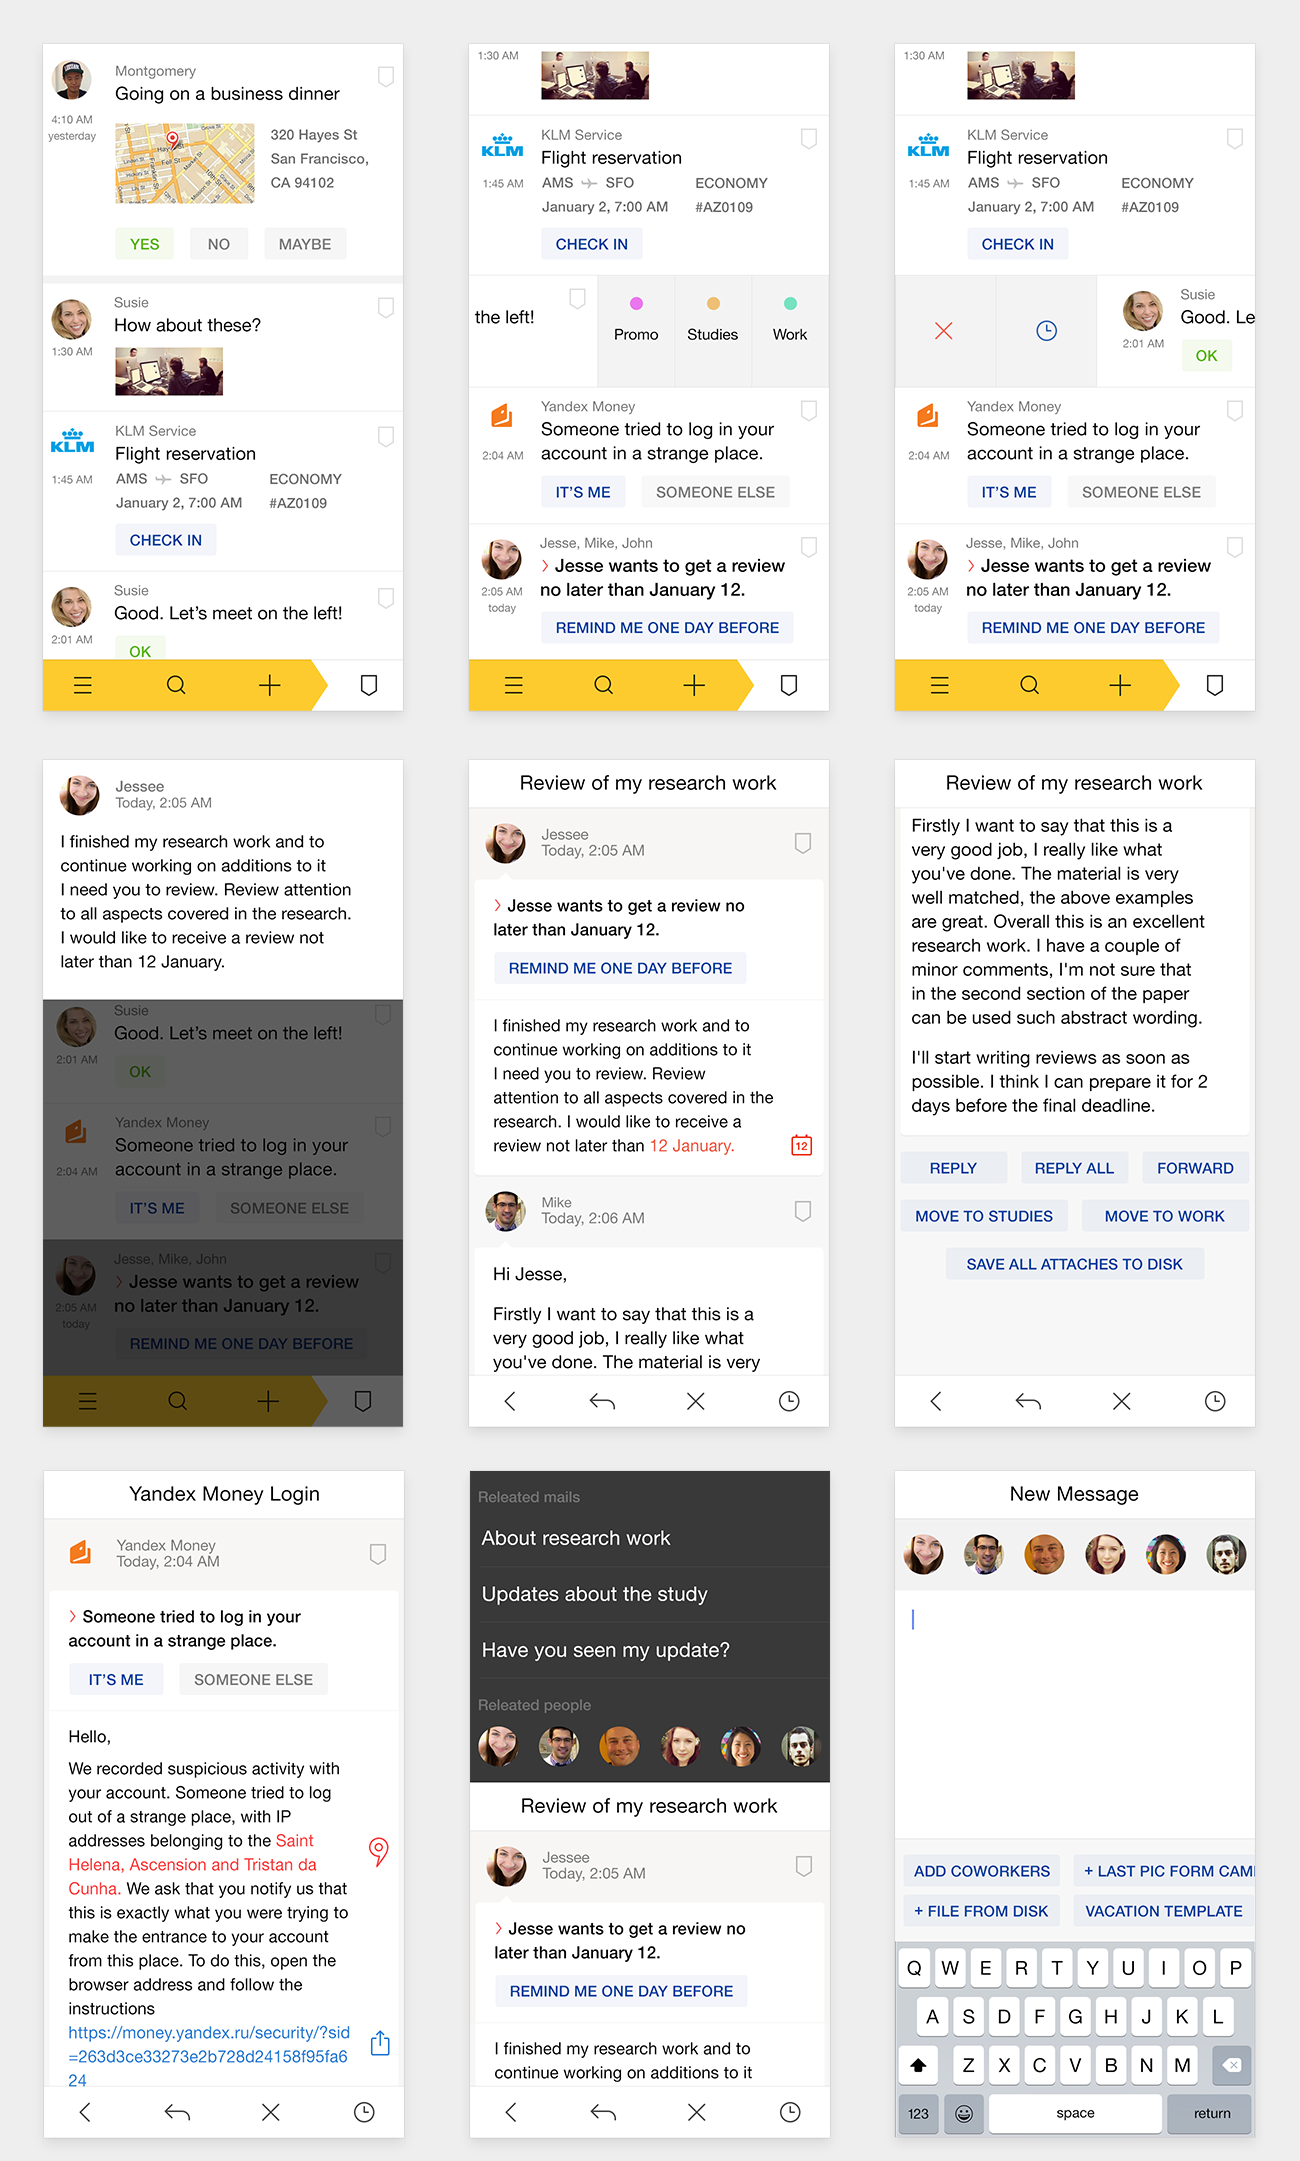 Montgomery
Going on a business dinner
4:10 AM
yesterday
320 Hayes St
San Francisco,
CA 94102
YES
NO
MAYBE
Susie
How about these?
1:30 AM
KLM Service
KLM
Flight reservation
1:45 AM
AMS SFO
ECONOMY
January 2, 7:00 AM
#AZ0109
CHECK IN
Susie
Good. Let's meet on the left!
2:01 AM
OK
1:30 AM
KLM Service
KLM
Flight reservation
1:45 AM
AMS SFO
ECONOMY
January 2, 7:00 AM
#AZ0109
CHECK IN
the left!
Promo
Studies
Work
Yandex Money
Someone tried to log in your
2:04 AM
account in a strange place.
IT'S ME
SOMEONE ELSE
Jesse, Mike, John
Jesse wants to get a review
no later than January 12.
2:05 AM
today
REMIND ME ONE DAY BEFORE
1:30 AM
KLM Service
KLM
Flight reservation
1:45 AM
AMS SFO
ECONOMY
January 2, 7:00 AM
#AZ0109
CHECK IN
Susie
Good. Le
2:01 AM
OK
Yandex Money
Someone tried to log in your
2:04 AM
account in a strange place.
IT'S ME
SOMEONE ELSE
Jesse, Mike, John
Jesse wants to get a review
no later than January 12.
2:05 AM
today
REMIND ME ONE DAY BEFORE
Jessee
Today, 2:05 AM
I finished my research work and to
continue working on additions to it
I need you to review. Review attention
to all aspects covered in the research.
I would like to receive a review not
later than 12 January.
Susie
Good. Let's meet on the left!
2:01 AM
OK
Yandex Money
Someone tried to log in your
2:04 AM
account in a strange place.
IT'S ME
SOMEONE ELSE
Jesse, Mike, John
Jesse wants to get a review
no later than January 12.
2:05 AM
today
REMIND ME ONE DAY BEFORE
Review of my research work
Jessee
Today, 2:05 AM
Jesse wants to get a review no
later than January 12.
REMIND ME ONE DAY BEFORE
I finished my research work and to
continue working on additions to it
I need you to review. Review
attention to all aspects covered in the
research. I would like to receive a
review not later than 12 January.
12
Mike
Today, 2:06 AM
Hi Jesse,
Firstly I want to say that this is a
very good job, I really like what
you've done. The material is very
Review of my research work
Firstly I want to say that this is a
very good job, I really like what
you've done. The material is very
well matched, the above examples
are great. Overall this is an excellent
research work. I have a couple of
minor comments, I'm not sure that
in the second section of the paper
can be used such abstract wording.
I'll start writing reviews as soon as
possible. I think I can prepare it for 2
days before the final deadline.
REPLY
REPLY ALL
FORWARD
MOVE TO STUDIES
MOVE TO WORK
SAVE ALL ATTACHES TO DISK
Yandex Money Login
Yandex Money
Today, 2:04 AM
Someone tried to log in your
account in a strange place.
IT'S ME
SOMEONE ELSE
Hello,
We recorded suspicious activity with
your account. Someone tried to log
out of a strange place, with IP
addresses belonging to the Saint
Helena, Ascension and Tristan da
Cunha. We ask that you notify us that
this is exactly what you were trying to
make the entrance to your account
from this place. To do this, open the
browser address and follow the
instructions
https://money.yandex.ru/security/?sid
=263d3ce33273e2b728d24158f95fa6
24
Releated mails
About research work
Updates about the study
Have you seen my update?
Releated people
Review of my research work
Jessee
Today, 2:05 AM
Jesse wants to get a review no
later than January 12.
REMIND ME ONE DAY BEFORE
I finished my research work and to
continue working on additions to it
New Message
ADD COWORKERS
+ LAST PIC FORM CAM
+ FILE FROM DISK
VACATION TEMPLATE
Q W E R T Y U I O P
A S D F G H J K L
Z X C V B N M
123
space
return